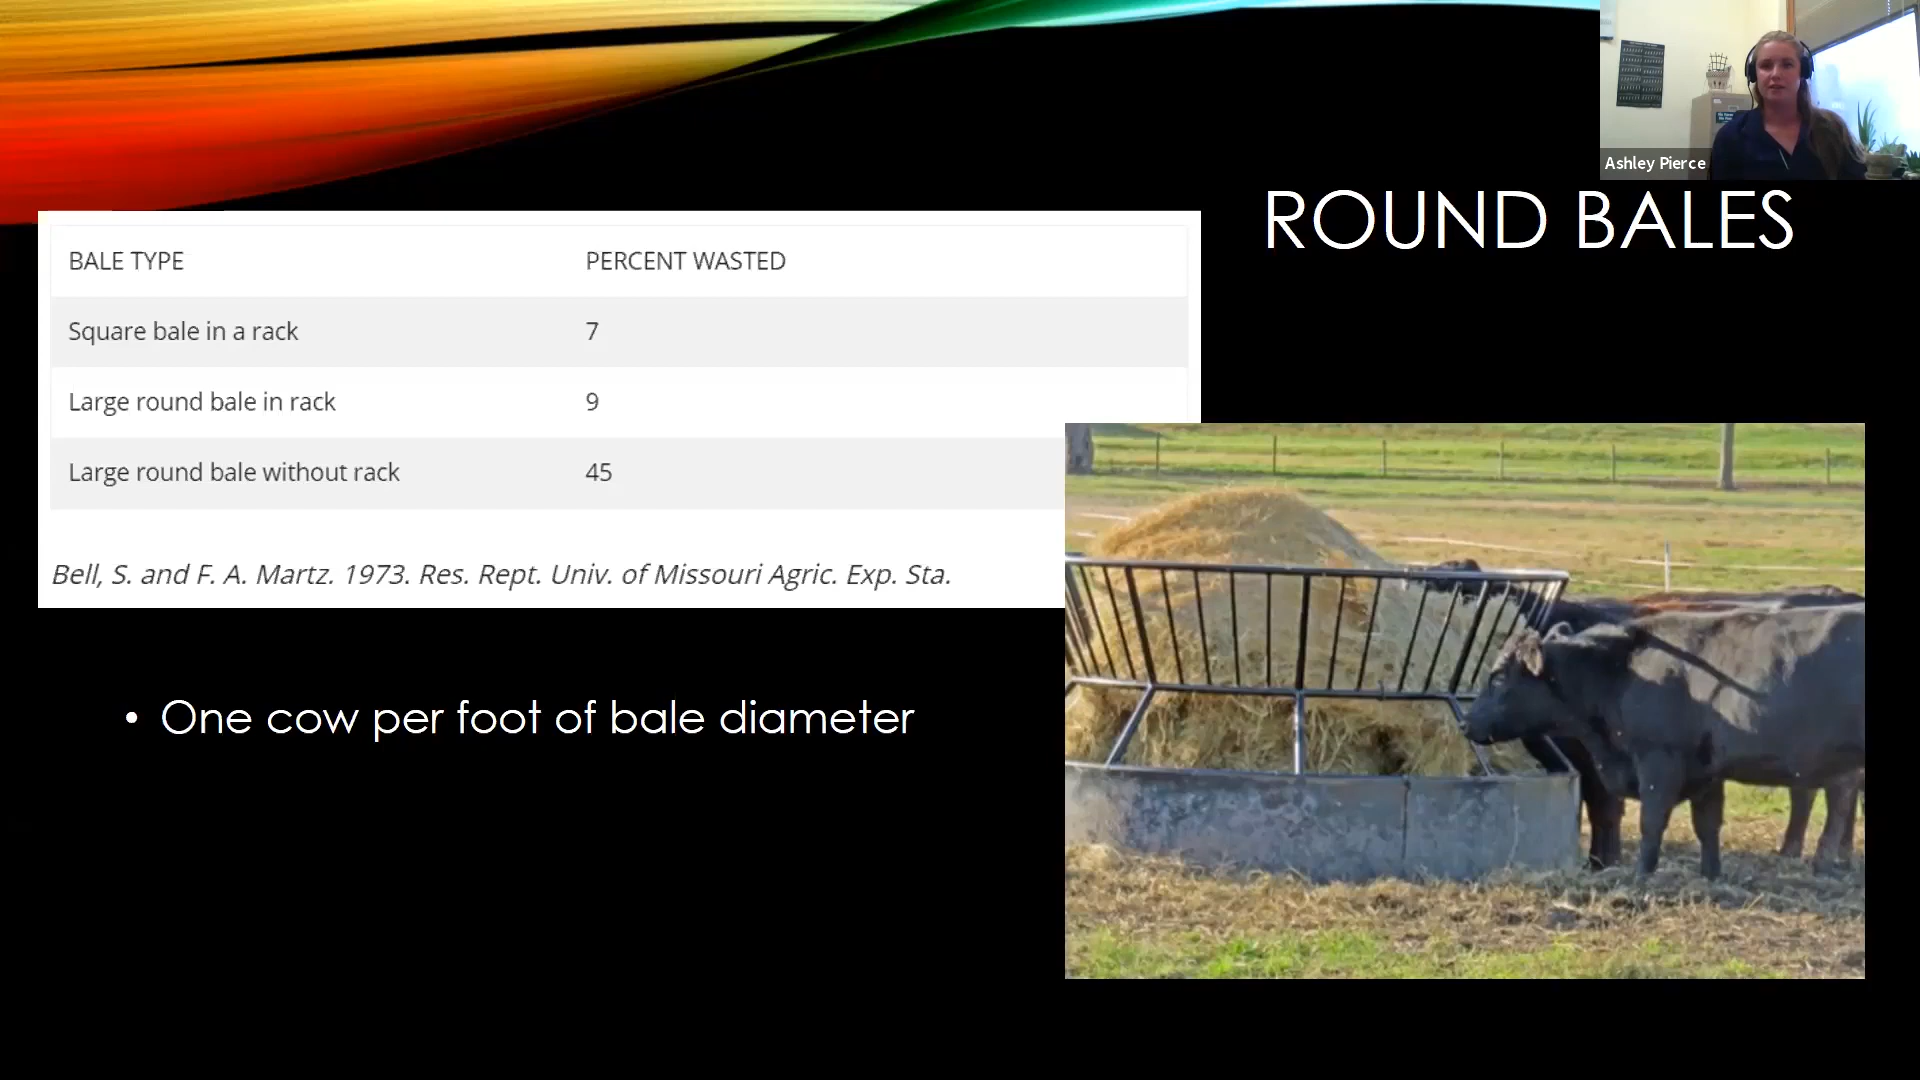 Ashley Pierce
ROUND BALES
BALE TYPE PERCENT WASTED
Square bale in a rack 7
Large round bale in rack 9
Large round bale without rack 45
Bell, S. and F. A. Martz. 1973. Res. Rept. Univ. of Missouri Agric. Exp. Sta.
• One cow per foot of bale diameter